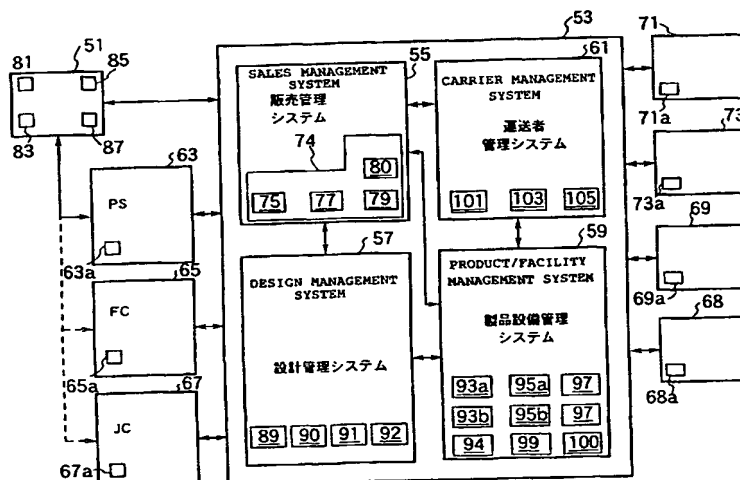 53
51
81
85
83
87
55
SALES MANAGEMENT
SYSTEM
販売管理
システム
74
80
75
77
79
61
CARRIER MANAGEMENT
SYSTEM
運送者
管理システム
101
103
105
71
71a
73
73a
63
PS
63a
65
FC
65a
67
JC
67a
57
DESIGN MANAGEMENT
SYSTEM
設計管理システム
89
90
91
92
59
PRODUCT/FACILITY
MANAGEMENT SYSTEM
製品設備管理
システム
93a
95a
97
93b
95b
97
94
99
100
69
69a
68
68a